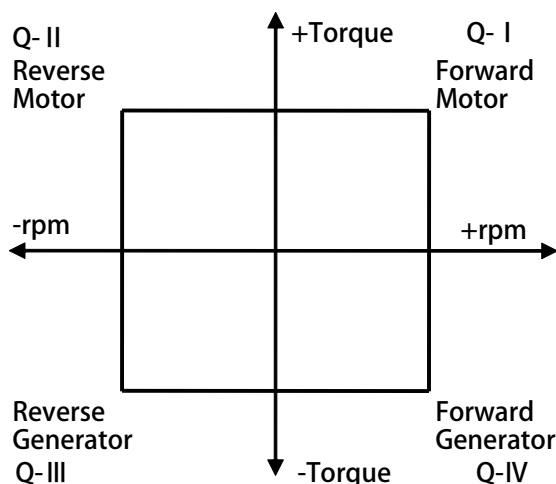 Q- II
Reverse
Motor
+Torque
Q- I
Forward
Motor
-rpm
+rpm
Reverse
Generator
Q-III
-Torque
Forward
Generator
Q-IV